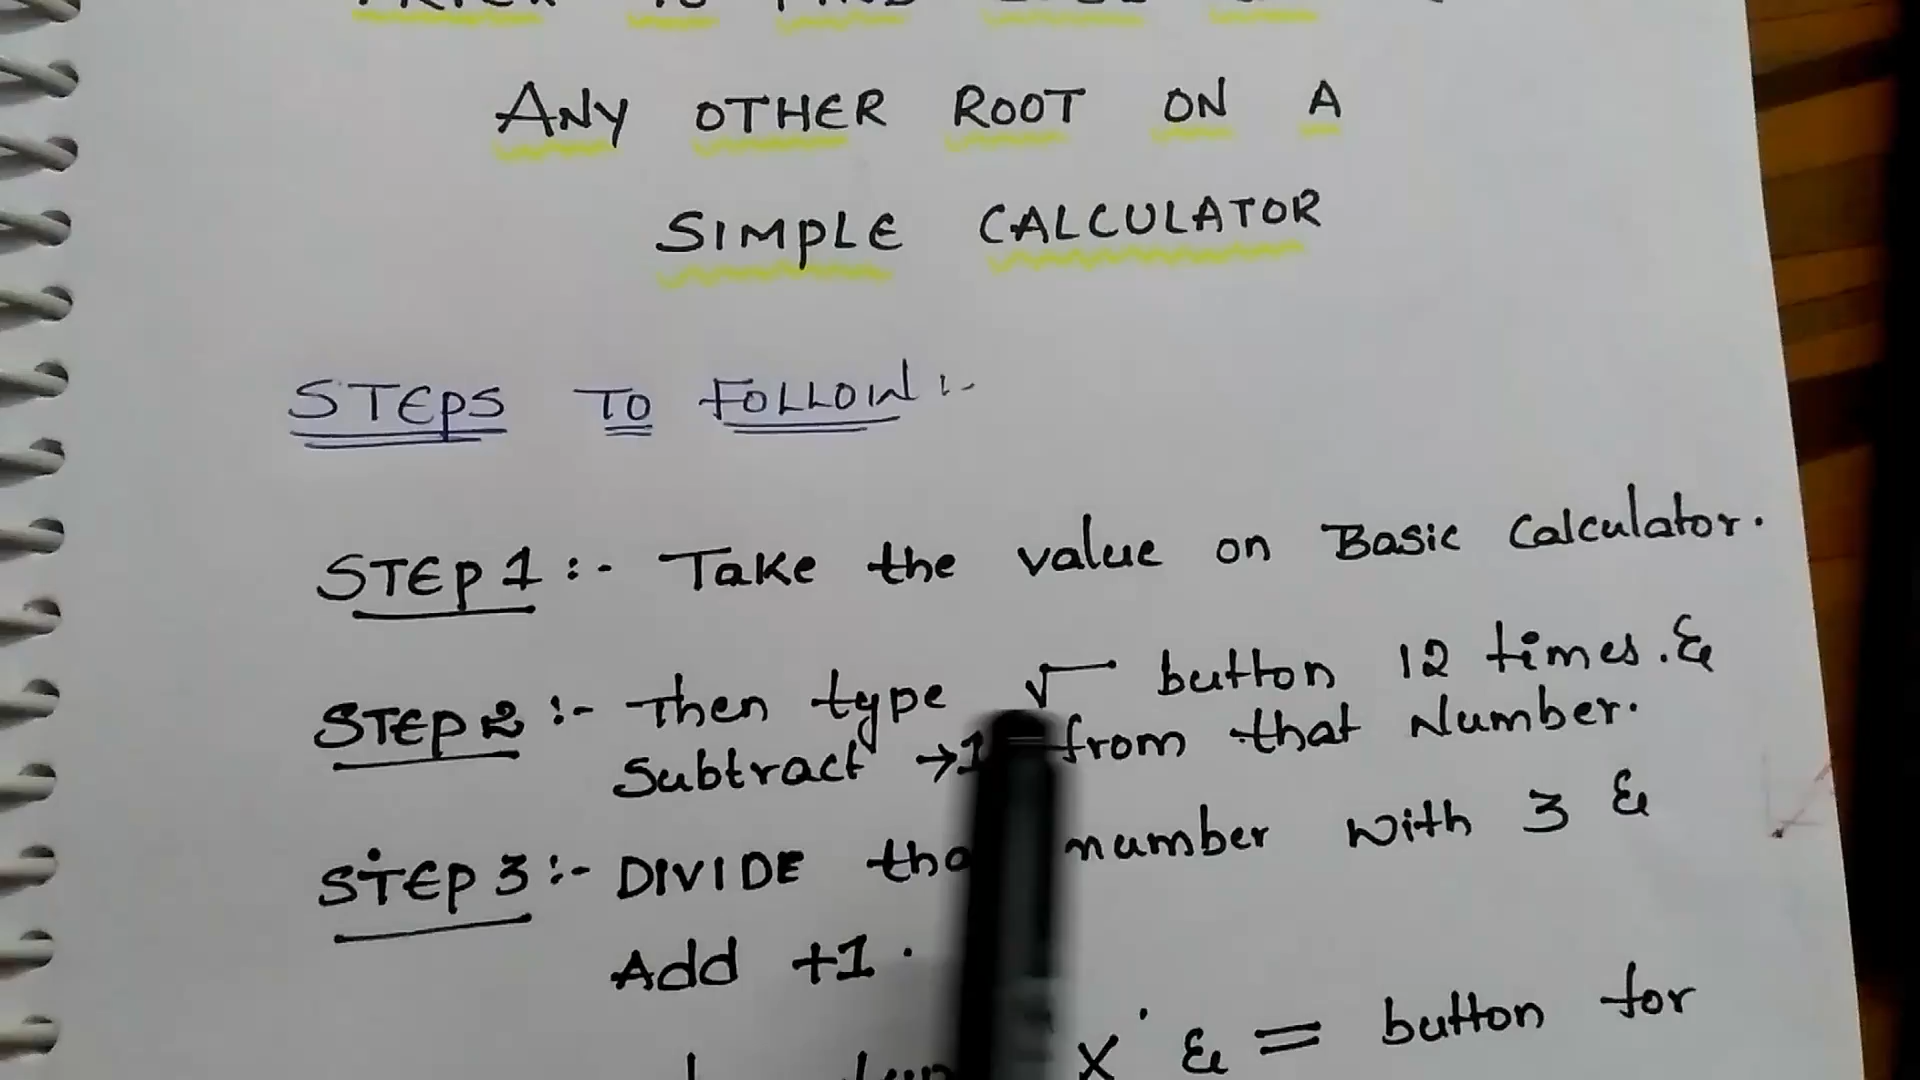 ANY OTHER ROOT ON A
SIMPLE CALCULATOR
STEPS TO FOLLOW :-
STEP 1 :- Take the value on Basic Calculator.
STEP 2 :- Then type √ button 12 times. &
Subtract → 1 from that Number.
STEP 3 :- DIVIDE number with 3 &
Add +1.
X & = button for